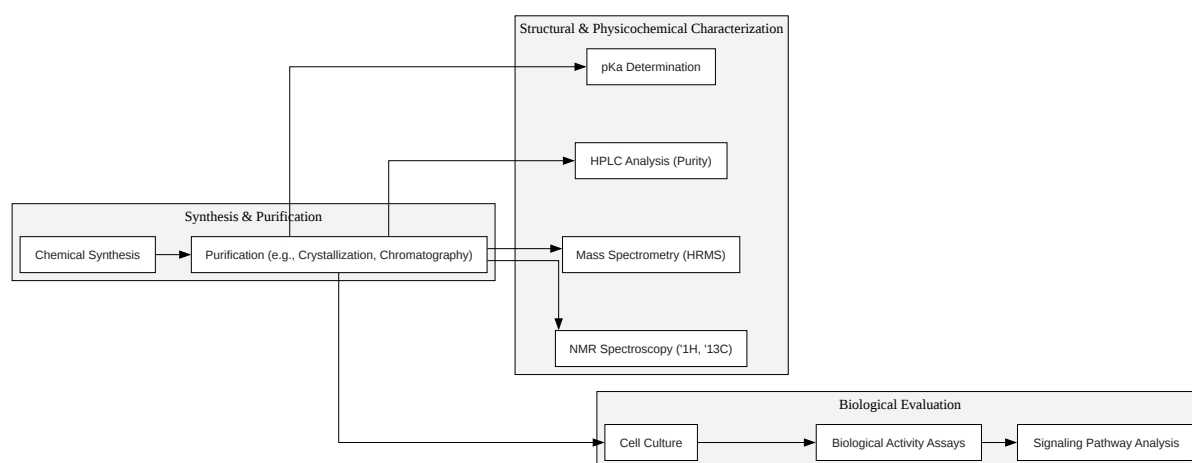 Structural & Physicochemical Characterization
pKa Determination
HPLC Analysis (Purity)
Synthesis & Purification
Chemical Synthesis
Purification (e.g., Crystallization, Chromatography)
Mass Spectrometry (HRMS)
NMR Spectroscopy ('1H, '13C)
Biological Evaluation
Cell Culture
Biological Activity Assays
Signaling Pathway Analysis